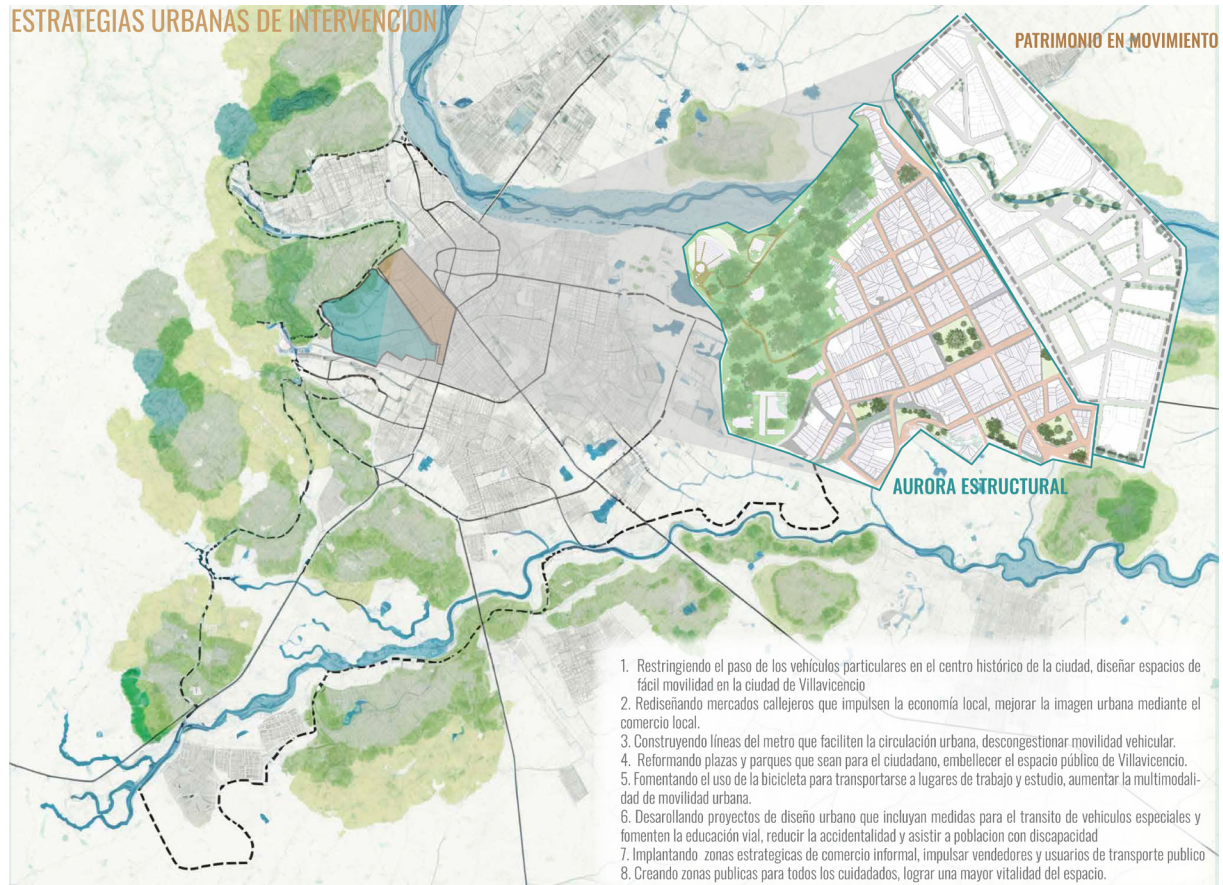 ESTRATEGIAS URBANAS DE INTERVENCION
PATRIMONIO EN MOVIMIENTO
AURORA ESTRUCTURAL
1. Restringiendo el paso de los vehículos particulares en el centro histórico de la ciudad, diseñar espacios de
fácil movilidad en la ciudad de Villavicencio
2. Rediseñando mercados callejeros que impulsen la economía local, mejorar la imagen urbana mediante el
comercio local.
3. Construyendo líneas del metro que faciliten la circulación urbana, descongestionar movilidad vehicular.
4. Reformando plazas y parques que sean para el ciudadano, embellecer el espacio público de Villavicencio.
5. Fomentando el uso de la bicicleta para transportarse a lugares de trabajo y estudio, aumentar la multimodali-
dad de movilidad urbana.
6. Desarollando proyectos de diseño urbano que incluyan medidas para el transito de vehiculos especiales y
fomenten la educación vial, reducir la accidentalidad y asistir a poblacion con discapacidad
7. Implantando zonas estrategicas de comercio informal, impulsar vendedores y usuarios de transporte publico
8. Creando zonas publicas para todos los cuidadados, lograr una mayor vitalidad del espacio.